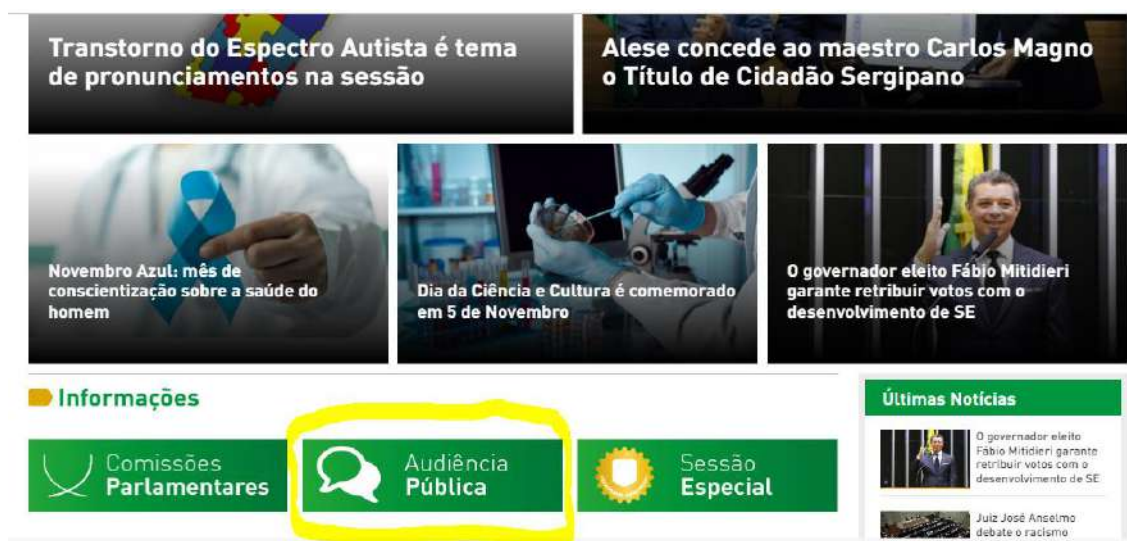 Transtorno do Espectro Autista é tema
de pronunciamentos na sessão
Alese concede ao maestro Carlos Magno
o Título de Cidadão Sergipano
Novembro Azul: mês de
conscientização sobre a saúde do
homem
Dia da Ciência e Cultura é comemorado
em 5 de Novembro
O governador eleito Fábio Mitidieri
garante retribuir votos com o
desenvolvimento de SE
Informações
Comissões
Parlamentares
Audiência
Pública
Sessão
Especial
Últimas Notícias
O governador eleito
Fábio Mitidieri garante
retribuir votos com o
desenvolvimento de SE
Juiz José Anselmo
debate o racismo